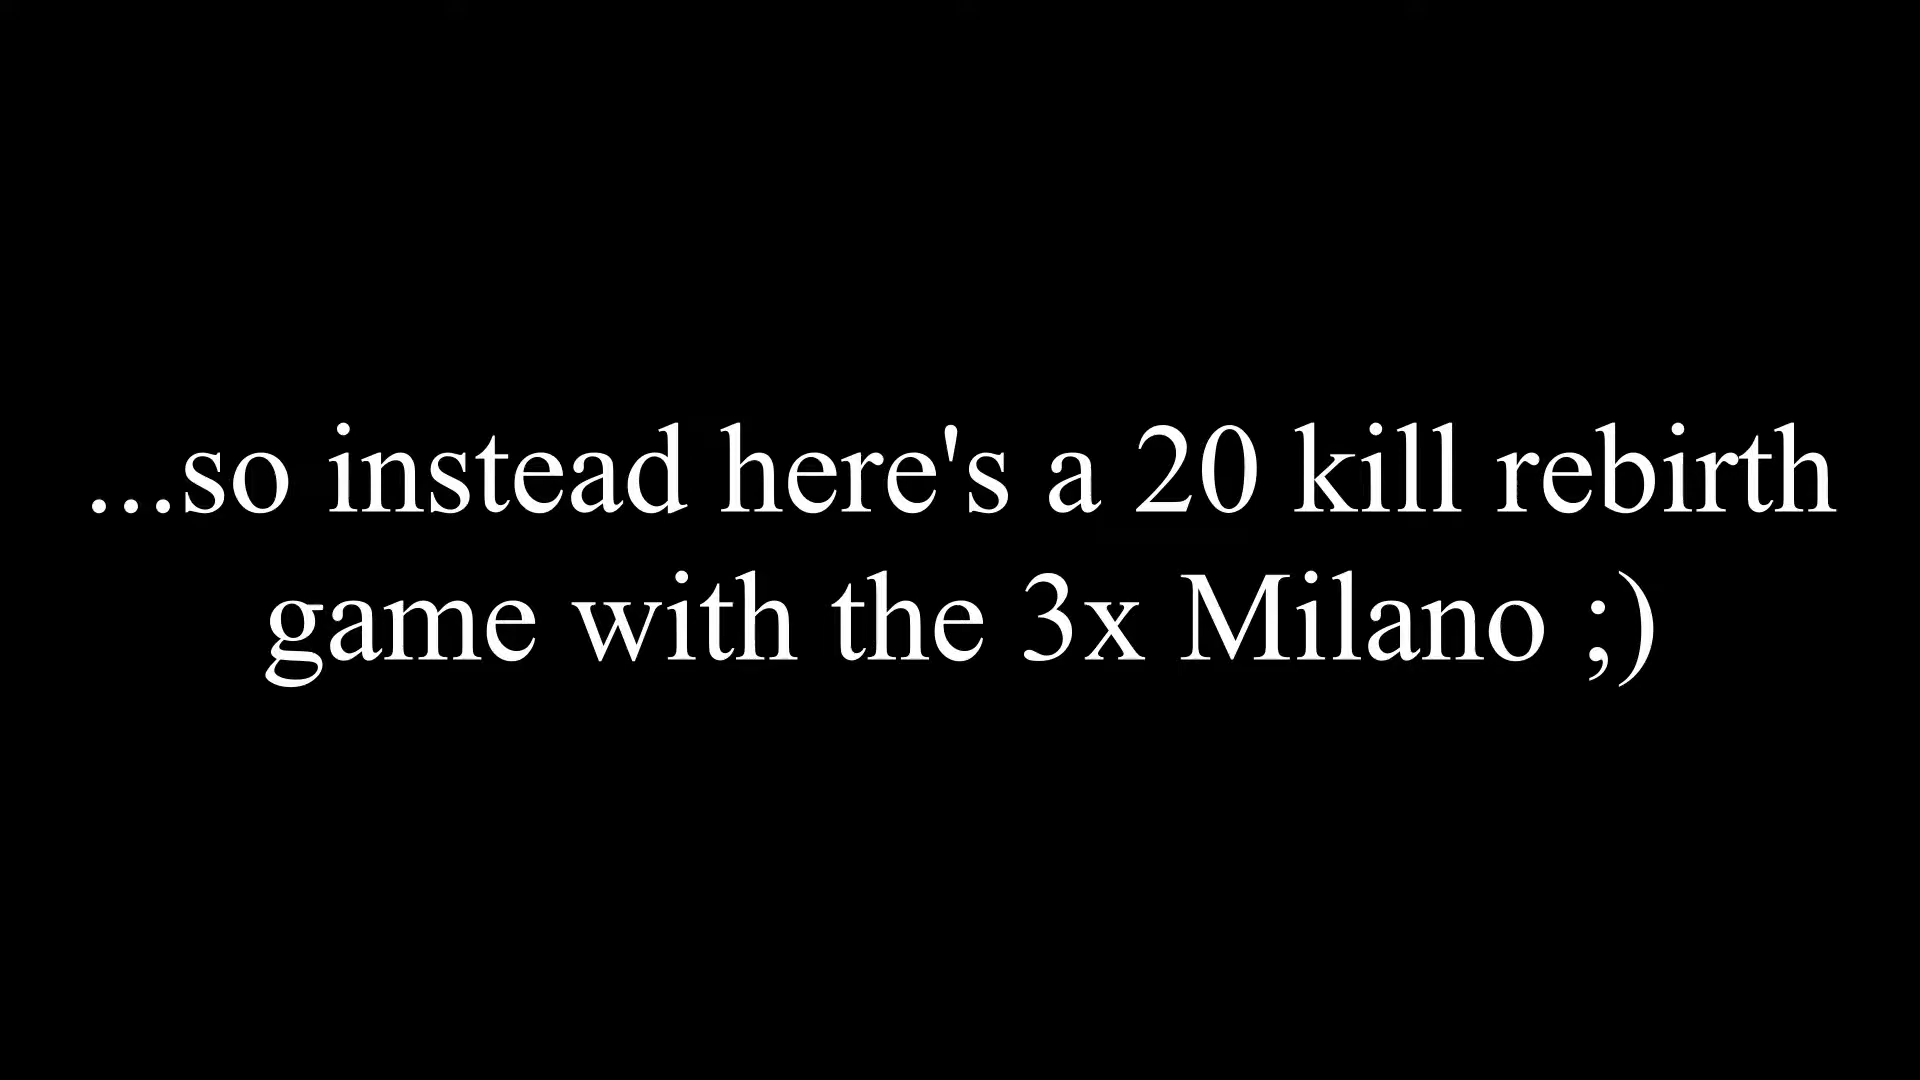 ...so instead here's a 20 kill rebirth
game with the 3x Milano ;)